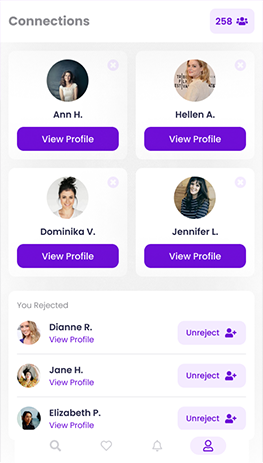 Connections
258
Ann H.
View Profile
Hellen A.
View Profile
Dominika V.
View Profile
Jennifer L.
View Profile
You Rejected
Dianne R.
View Profile
Unreject
Jane H.
View Profile
Unreject
Elizabeth P.
View Profile
Unreject